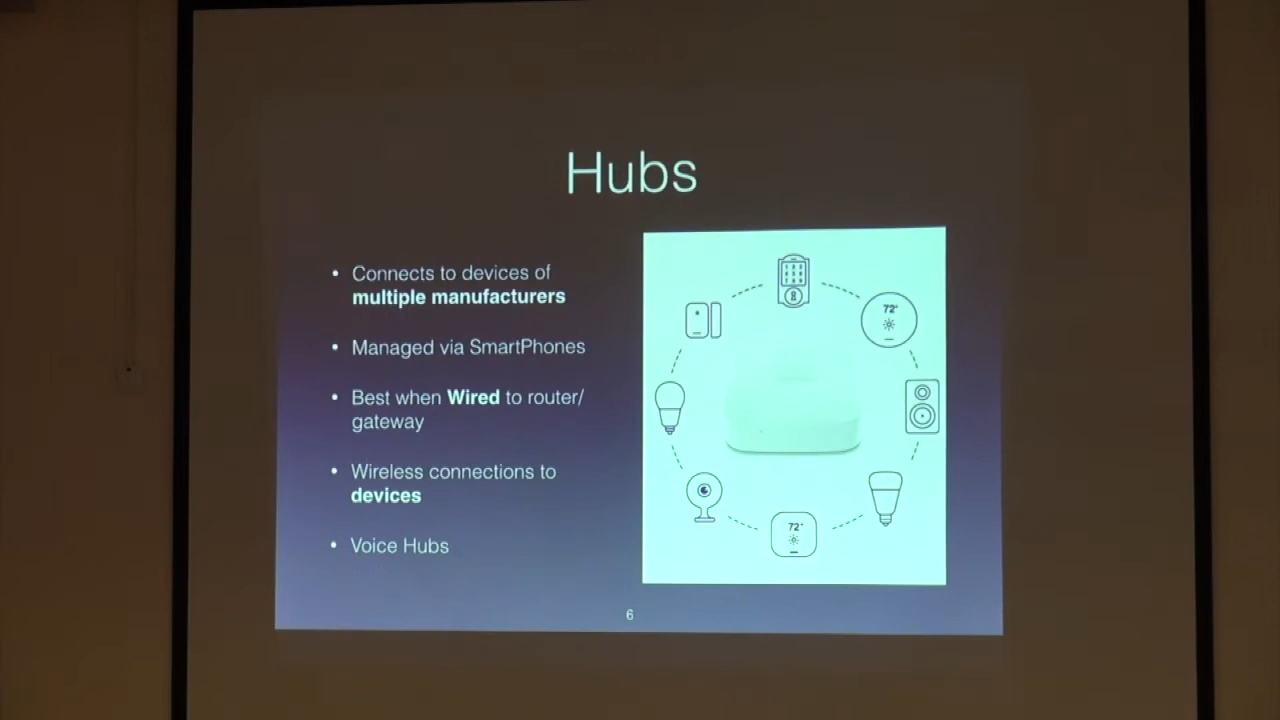 Hubs
• Connects to devices of
multiple manufacturers
• Managed via SmartPhones
• Best when Wired to router/
gateway
• Wireless connections to
devices
• Voice Hubs
72°
72°
6